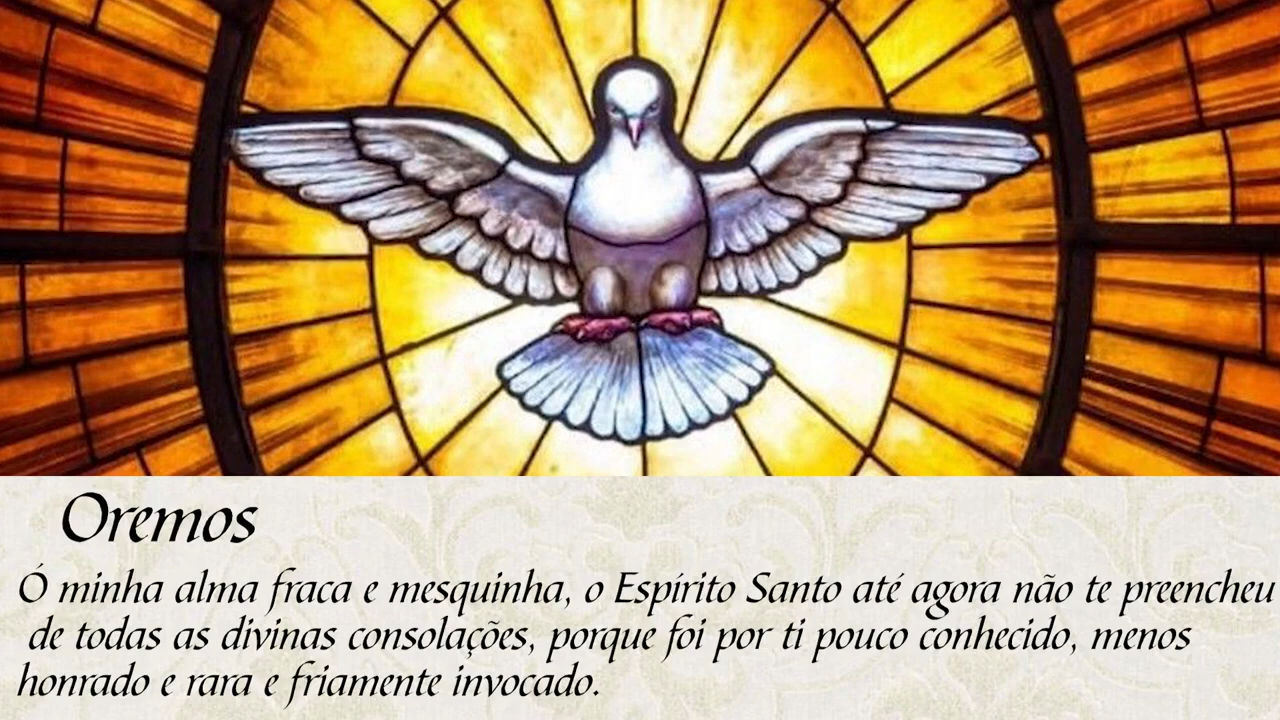 Oremos
Ó minha alma fraca e mesquinha, o Espírito Santo até agora não te preencheu
de todas as divinas consolações, porque foi por ti pouco conhecido, menos
honrado e rara e friamente invocado.